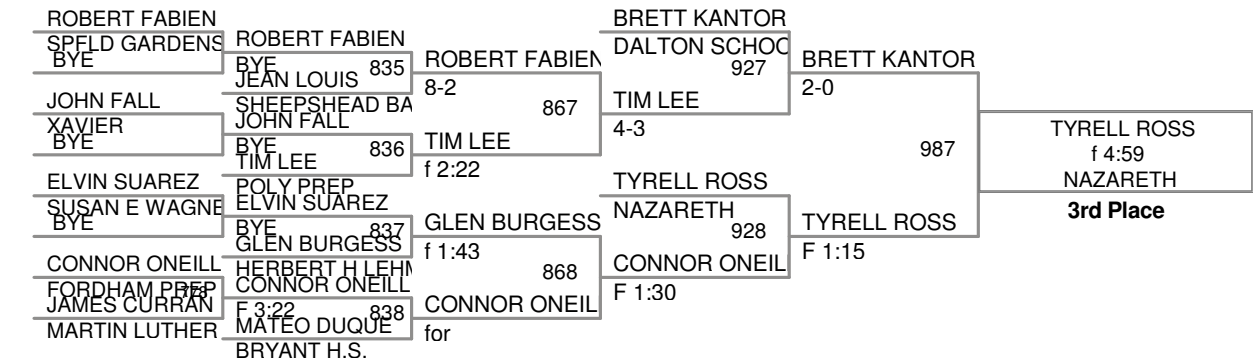 ROBERT FABIEN
SPFLD GARDENS
BYE
JOHN FALL
XAVIER
BYE
ELVIN SUAREZ
SUSAN E WAGNE
BYE
CONNOR ONEILL
FORDHAM PREP
778
JAMES CURRAN
MARTIN LUTHER
ROBERT FABIEN
BYE
835
JEAN LOUIS
SHEEPSHEAD BA
JOHN FALL
BYE
836
TIM LEE
POLY PREP
ELVIN SUAREZ
BYE
837
GLEN BURGESS
HERBERT H LEHM
CONNOR ONEILL
F 3:22
838
MATEO DUQUE
BRYANT H.S.
ROBERT FABIEN
8-2
867
TIM LEE
f 2:22
GLEN BURGESS
f 1:43
868
CONNOR ONEIL
for
BRETT KANTOR
DALTON SCHOO
927
TIM LEE
4-3
TYRELL ROSS
NAZARETH
928
CONNOR ONEIL
F 1:30
BRETT KANTOR
2-0
987
TYRELL ROSS
F 1:15
TYRELL ROSS
f 4:59
NAZARETH
3rd Place